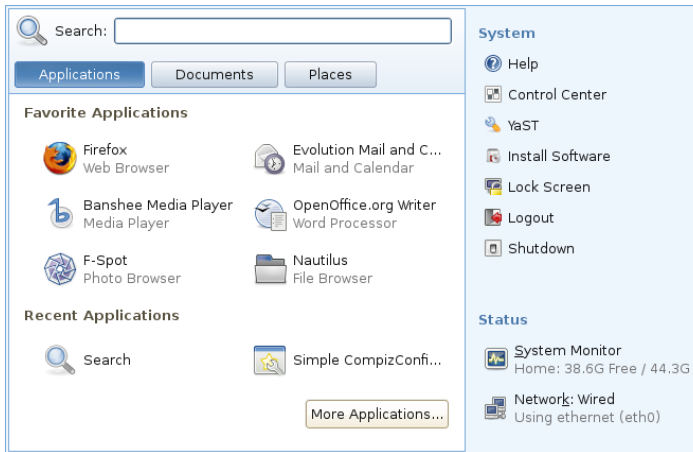 Search:
Applications
Documents
Places
Favorite Applications
Firefox
Web Browser
Evolution Mail and C...
Mail and Calendar
Banshee Media Player
Media Player
OpenOffice.org Writer
Word Processor
F-Spot
Photo Browser
Nautilus
File Browser
Recent Applications
Search
Simple CompizConfi...
More Applications...
System
Help
Control Center
YaST
Install Software
Lock Screen
Logout
Shutdown
Status
System Monitor
Home: 38.6G Free / 44.3G
Network: Wired
Using ethernet (eth0)